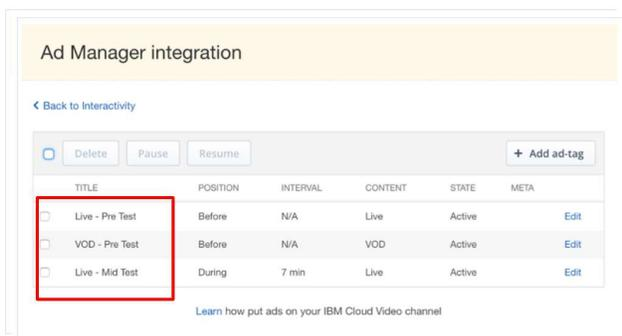 Ad Manager integration
Back to Interactivity
Delete Pause Resume + Add ad-tag
TITLE POSITION INTERVAL CONTENT STATE META
Live - Pre Test Before N/A Live Active Edit
VOD - Pre Test Before N/A VOD Active Edit
Live - Mid Test During 7 min Live Active Edit
Learn how put ads on your IBM Cloud Video channel